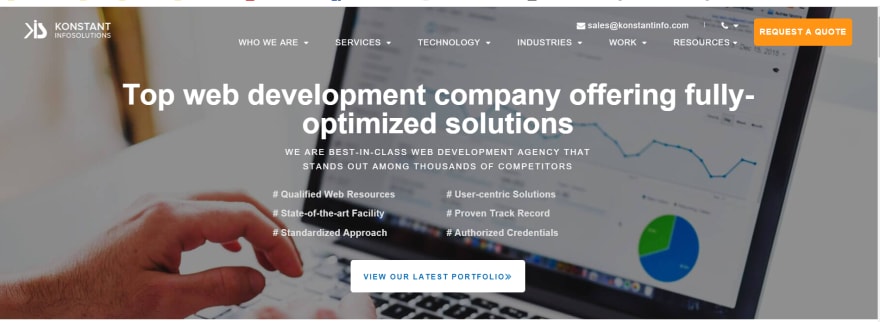 KONSTANT
INFOSOLUTIONS
sales@konstantinfo.com
REQUEST A QUOTE
WHO WE ARE
SERVICES
TECHNOLOGY
INDUSTRIES
WORK
RESOURCES
Top web development company offering fully-
optimized solutions
WE ARE BEST-IN-CLASS WEB DEVELOPMENT AGENCY THAT
STANDS OUT AMONG THOUSANDS OF COMPETITORS
# Qualified Web Resources
# User-centric Solutions
# State-of-the-art Facility
# Proven Track Record
# Standardized Approach
# Authorized Credentials
VIEW OUR LATEST PORTFOLIO»